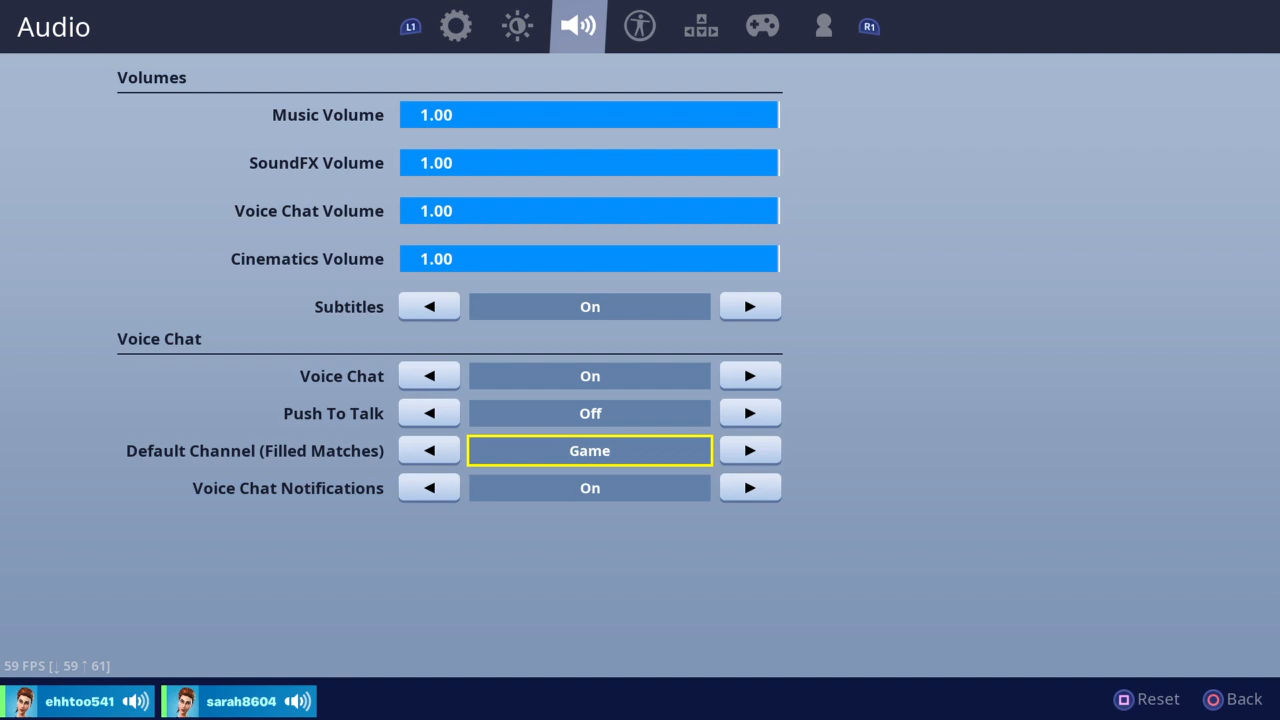 Audio
L1
R1
Volumes
Music Volume 1.00
SoundFX Volume 1.00
Voice Chat Volume 1.00
Cinematics Volume 1.00
Subtitles On
Voice Chat
Voice Chat On
Push To Talk Off
Default Channel (Filled Matches) Game
Voice Chat Notifications On
59 FPS [↓ 59 ↑ 61]
ehhtoo541 sarah8604 Reset Back